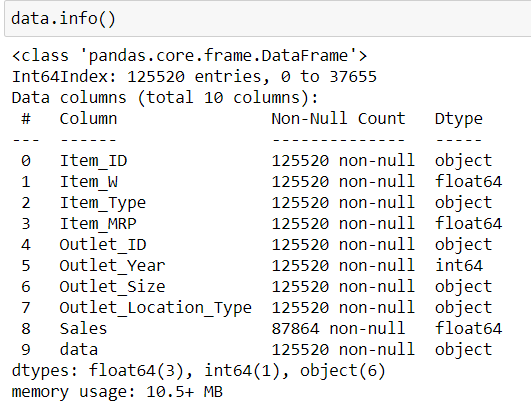 data.info()
<class 'pandas.core.frame.DataFrame'>
Int64Index: 125520 entries, 0 to 37655
Data columns (total 10 columns):
 #   Column                Non-Null Count   Dtype
---  ------                --------------   -----
 0   Item_ID               125520 non-null  object
 1   Item_W                125520 non-null  float64
 2   Item_Type             125520 non-null  object
 3   Item_MRP              125520 non-null  float64
 4   Outlet_ID             125520 non-null  object
 5   Outlet_Year           125520 non-null  int64
 6   Outlet_Size           125520 non-null  object
 7   Outlet_Location_Type  125520 non-null  object
 8   Sales                 87864 non-null   float64
 9   data                  125520 non-null  object
dtypes: float64(3), int64(1), object(6)
memory usage: 10.5+ MB